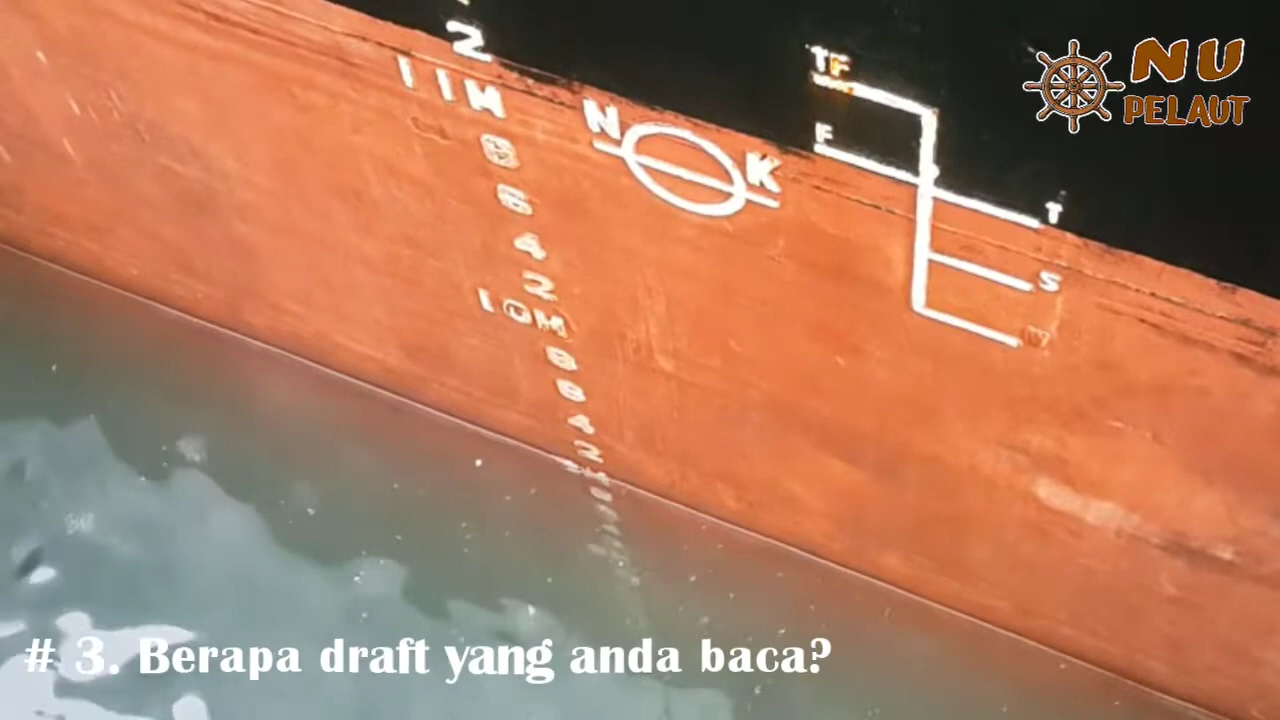 2
11M
8
6
4
2
10M
8
6
4
2
N K
TF
F
T
S
NU
PELAUT
# 3. Berapa draft yang anda baca?